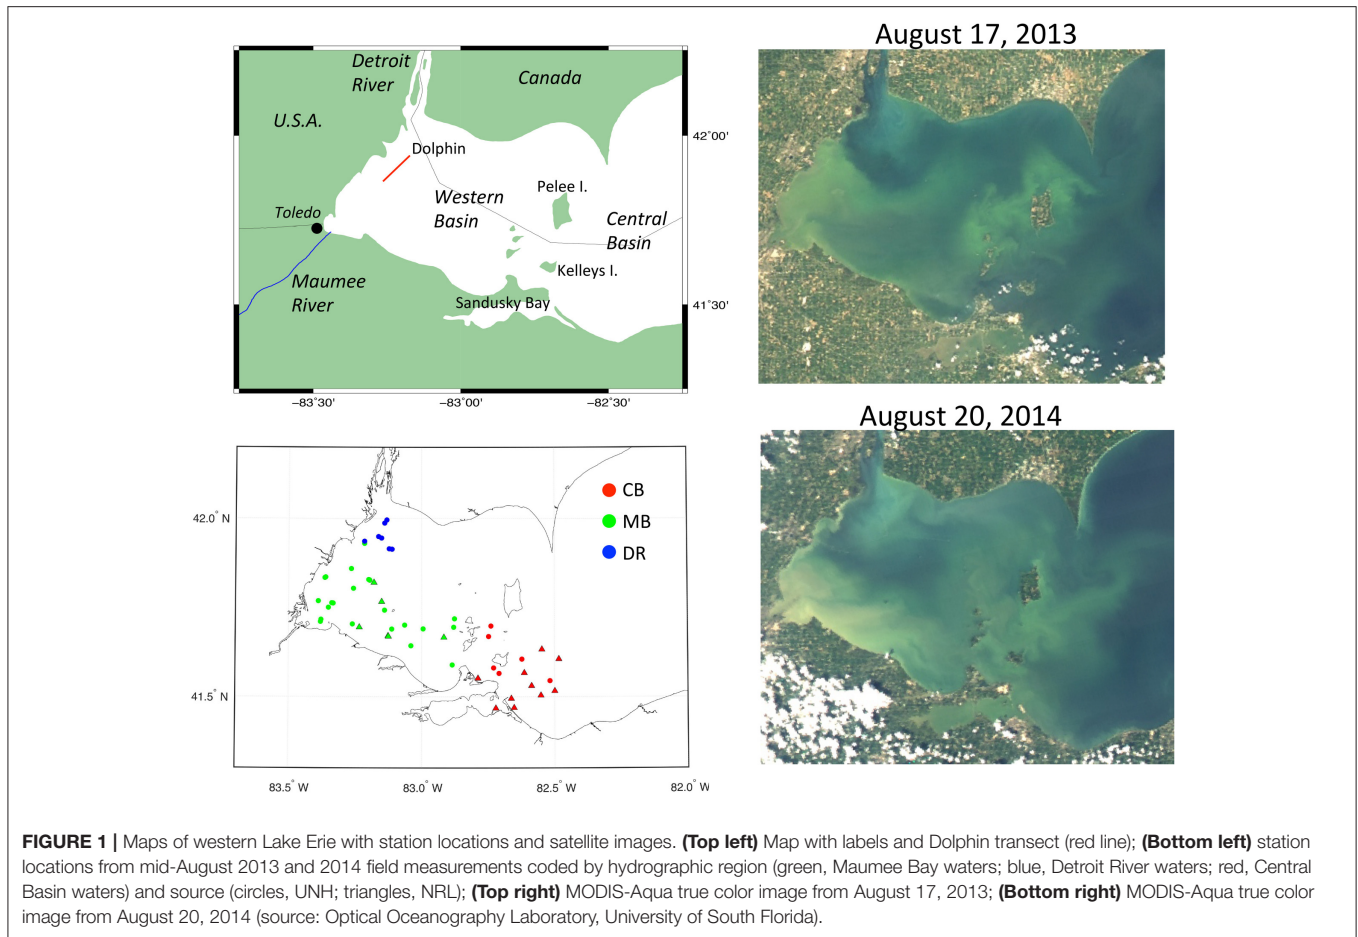 August 17, 2013
Detroit
River
Canada
U.S.A.
42°00'
Dolphin
Pelee I.
Western
Basin
Toledo
Central
Basin
Kelleys I.
Maumee
River
Sandusky Bay
41°30'
−83°30'
−83°00'
−82°30'
August 20, 2014
CB
MB
DR
42.0° N
41.5° N
83.5° W
83.0° W
82.5° W
82.0° W
FIGURE 1 | Maps of western Lake Erie with station locations and satellite images. (Top left) Map with labels and Dolphin transect (red line); (Bottom left) station
locations from mid-August 2013 and 2014 field measurements coded by hydrographic region (green, Maumee Bay waters; blue, Detroit River waters; red, Central
Basin waters) and source (circles, UNH; triangles, NRL); (Top right) MODIS-Aqua true color image from August 17, 2013; (Bottom right) MODIS-Aqua true color
image from August 20, 2014 (source: Optical Oceanography Laboratory, University of South Florida).